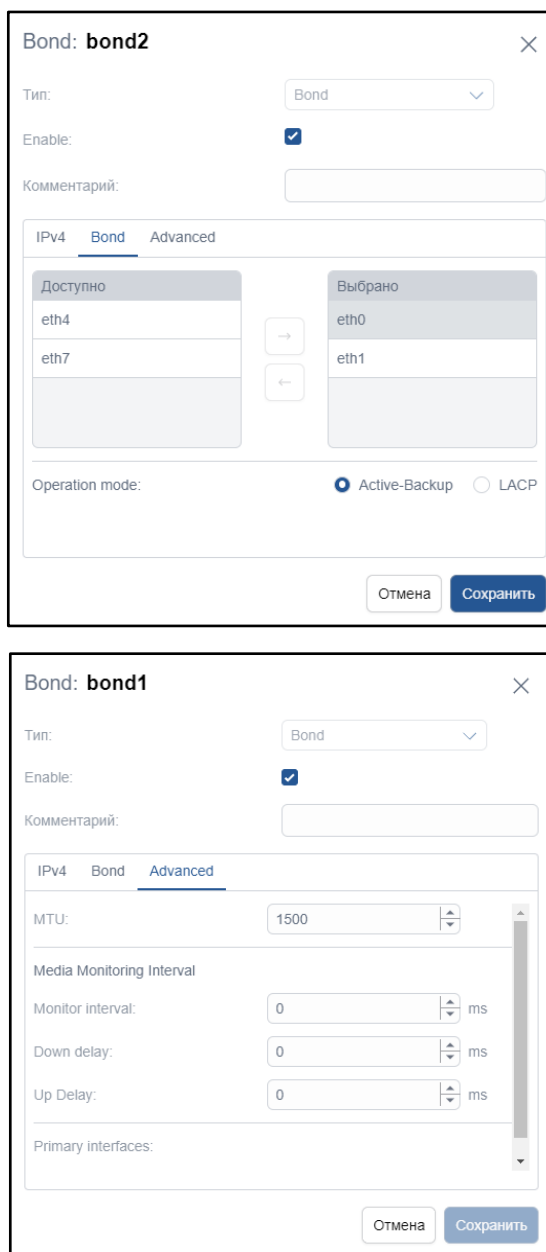 Bond: bond2
Тип: Bond
Enable:
Комментарий:
IPv4 Bond Advanced
Доступно Выбрано
eth4 eth0
→
eth7 eth1
←
Operation mode: Active-Backup LACP
Отмена Сохранить
Bond: bond1
Тип: Bond
Enable:
Комментарий:
IPv4 Bond Advanced
MTU: 1500
Media Monitoring Interval
Monitor interval: 0 ms
Down delay: 0 ms
Up Delay: 0 ms
Primary interfaces:
Отмена Сохранить